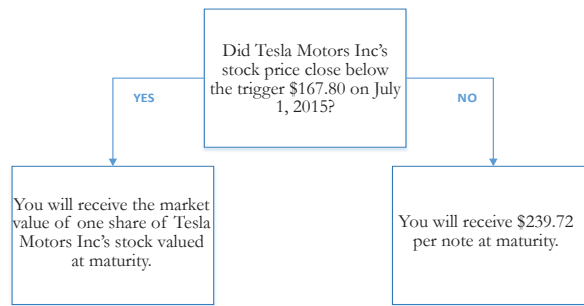 Did Tesla Motors Inc's
stock price close below
the trigger $167.80 on July
1, 2015?
YES
NO
You will receive the market
value of one share of Tesla
Motors Inc's stock valued
at maturity.
You will receive $239.72
per note at maturity.